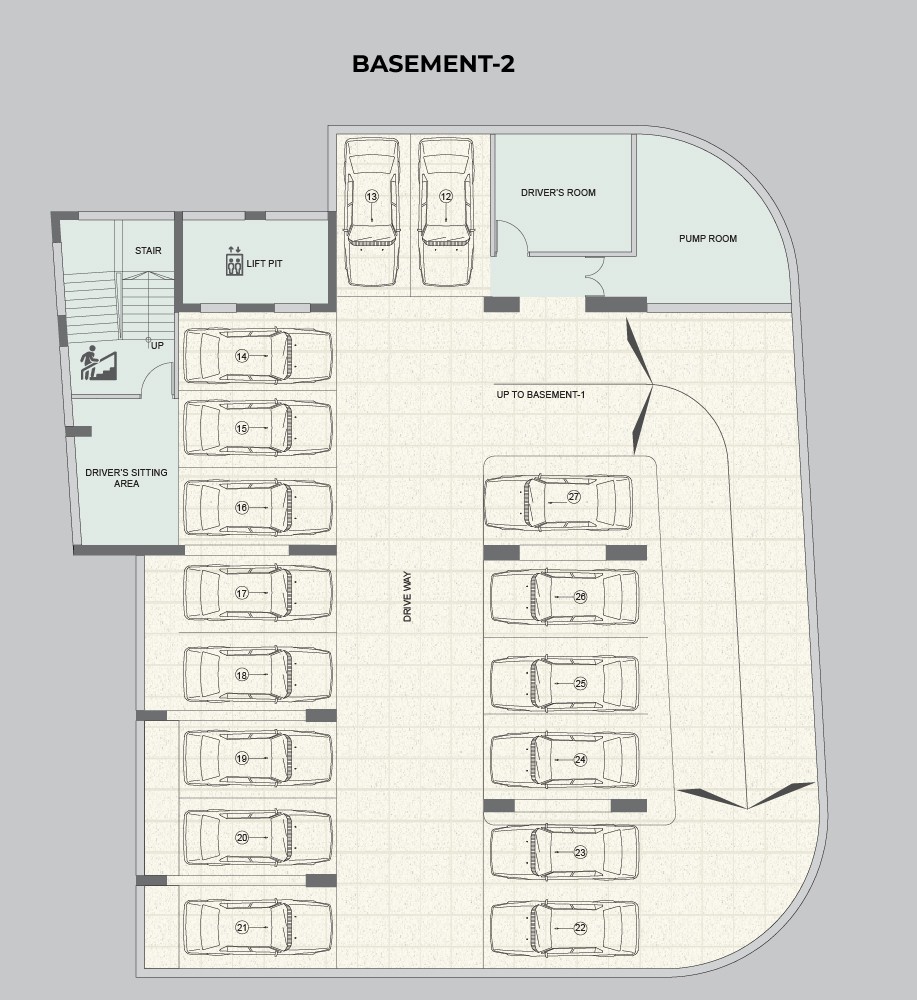 BASEMENT-2
13
12
DRIVER'S ROOM
PUMP ROOM
STAIR
LIFT PIT
UP
14
15
16
DRIVER'S SITTING
AREA
UP TO BASEMENT-1
27
17
DRIVE WAY
26
18
25
19
24
20
23
21
22